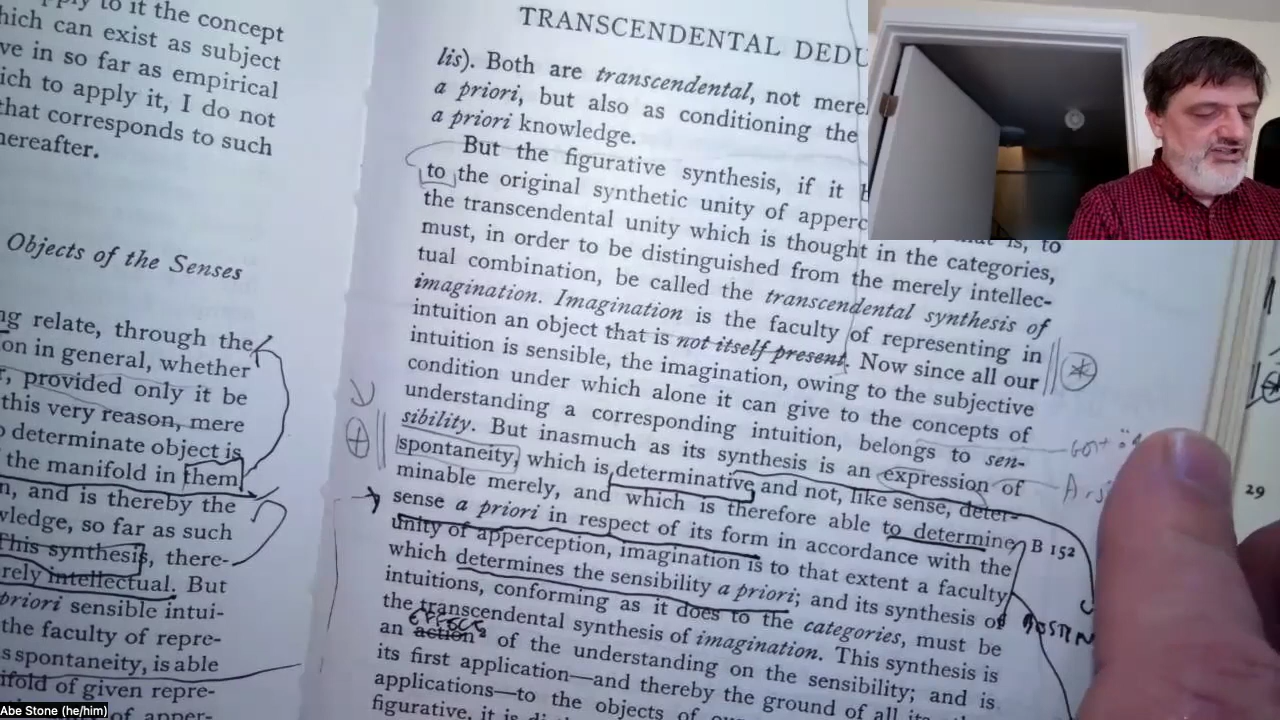 to it the concept
hich can exist as subject
ve in so far as empirical
ich to apply it, I do not
that corresponds to such
hereafter.
Objects of the Senses
ng relate, through the
on in general, whether
r, provided only it be
this very reason, mere
o determinate object is
the manifold in them
n, and is thereby the
wledge, so far as such
This synthesis, there-
rely intellectual. But
priori sensible intui-
the faculty of repre-
s spontaneity, is able
ifold of given repre-
of apper-
TRANSCENDENTAL DEDU
lis). Both are transcendental, not mere
a priori, but also as conditioning the
a priori knowledge.
But the figurative synthesis, if it
to the original synthetic unity of apperc
is, to
the transcendental unity which is thought in the categories,
must, in order to be distinguished from the merely intellec-
tual combination, be called the transcendental synthesis of
imagination. Imagination is the faculty of representing in
intuition an object that is not itself present. Now since all our
intuition is sensible, the imagination, owing to the subjective
condition under which alone it can give to the concepts of
understanding a corresponding intuition, belongs to sen-
sibility. But inasmuch as its synthesis is an expression of
spontaneity, which is determinative and not, like sense, deter-
minable merely, and which is therefore able to determine
sense a priori in respect of its form in accordance with the
unity of apperception, imagination is to that extent a faculty
which determines the sensibility a priori; and its synthesis of
intuitions, conforming as it does to the categories, must be
the transcendental synthesis of imagination. This synthesis is
an action² of the understanding on the sensibility; and is
its first application—and thereby the ground of all its
applications—to the objects of
figurative, it is
B 152
29
Abe Stone (he/him)